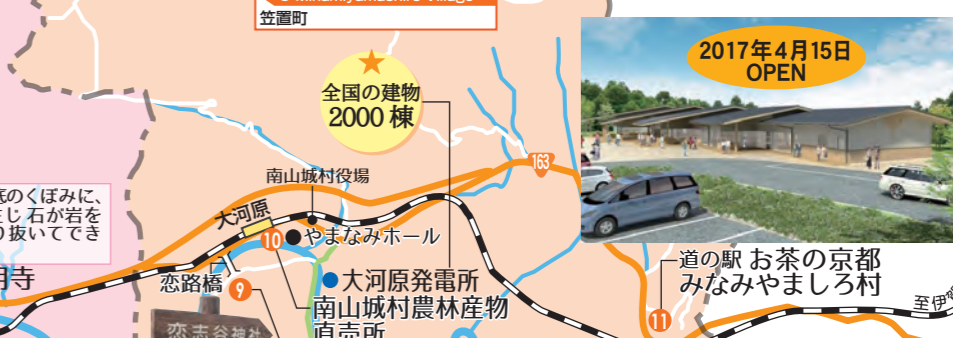 笠置町
2017年4月15日
OPEN
全国の建物
2000棟
163
南山城村役場
大河原
10
やまなみホール
恋路橋
9
大河原発電所
南山城村農林産物
直売所
恋志谷神社
道の駅 お茶の京都
みなみやましろ村
11
至伊賀
底のくぼみに、
じ石が岩を
り抜いてでき
寺